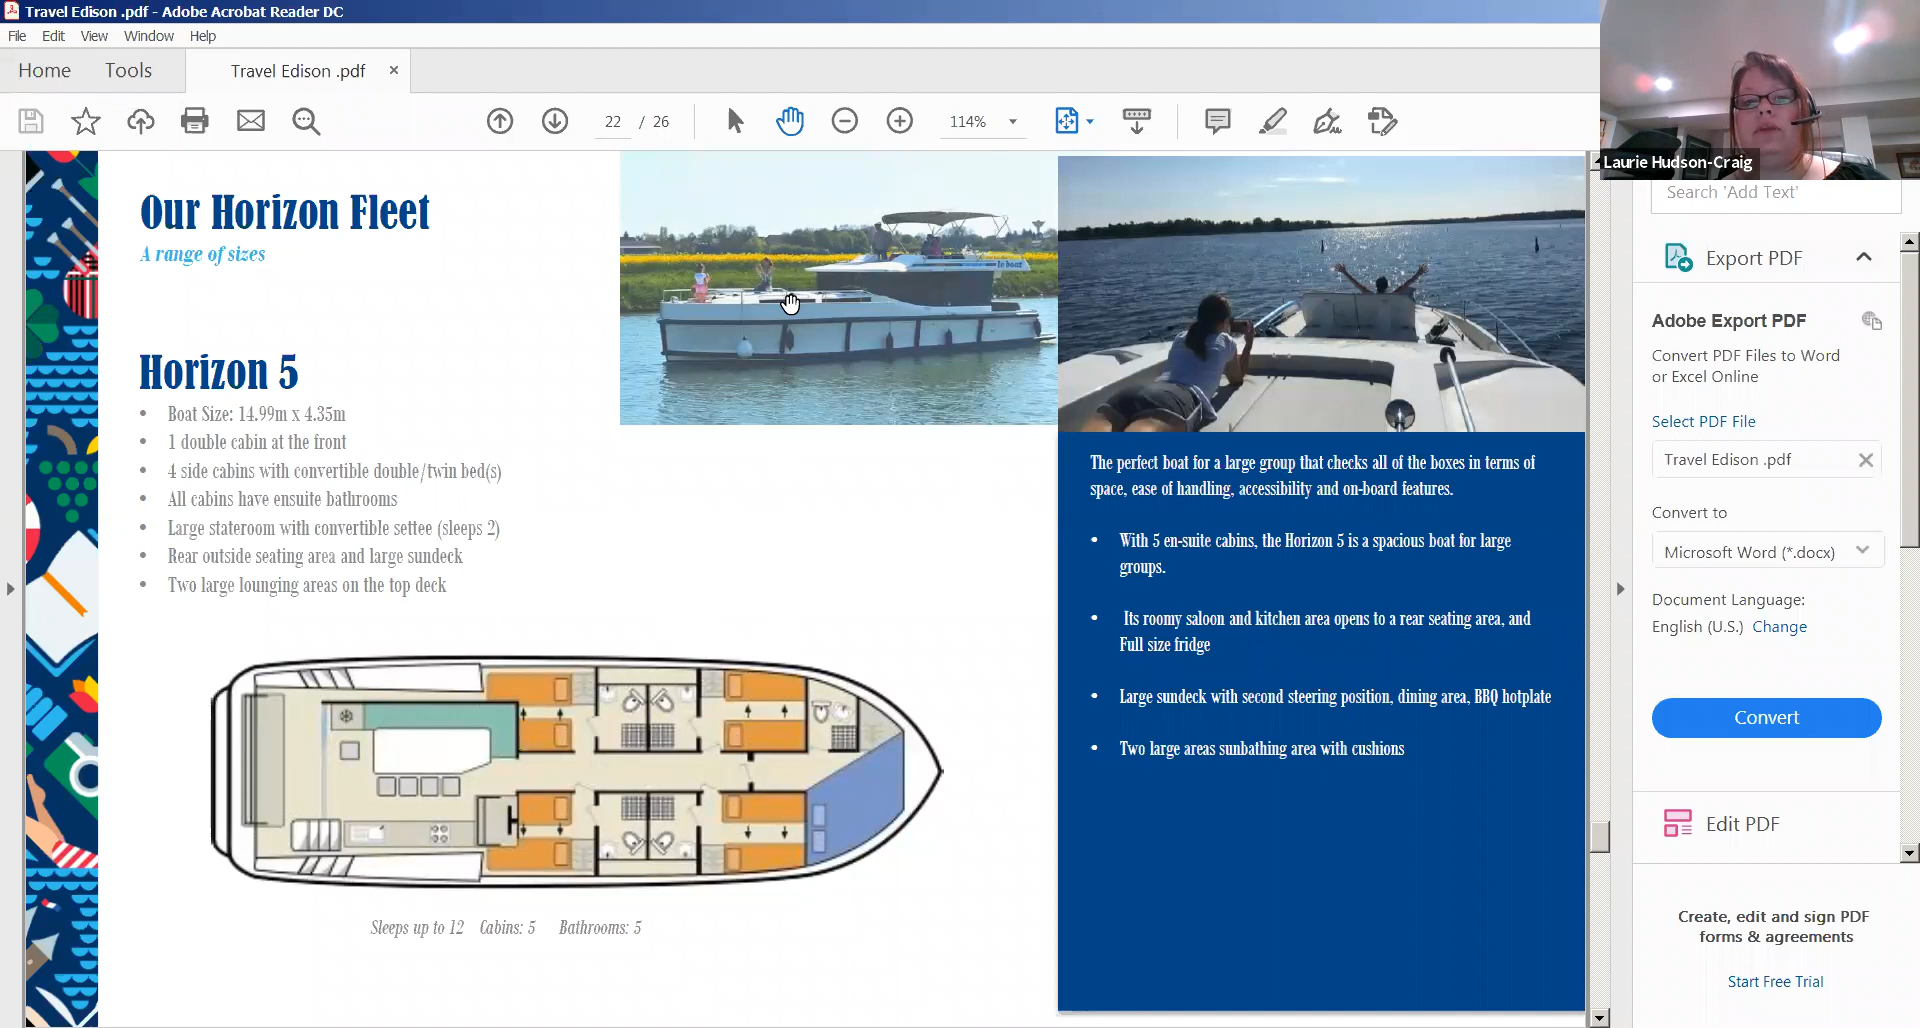 Travel Edison .pdf - Adobe Acrobat Reader DC
File Edit View Window Help
Home Tools Travel Edison .pdf ×
22 / 26 114%
Laurie Hudson-Craig
Our Horizon Fleet
A range of sizes
le boat
Horizon 5
• Boat Size: 14.99m x 4.35m
• 1 double cabin at the front
• 4 side cabins with convertible double/twin bed(s)
• All cabins have ensuite bathrooms
• Large stateroom with convertible settee (sleeps 2)
• Rear outside seating area and large sundeck
• Two large lounging areas on the top deck
Sleeps up to 12 Cabins: 5 Bathrooms: 5
The perfect boat for a large group that checks all of the boxes in terms of
space, ease of handling, accessibility and on-board features.
• With 5 en-suite cabins, the Horizon 5 is a spacious boat for large
groups.
• Its roomy saloon and kitchen area opens to a rear seating area, and
Full size fridge
• Large sundeck with second steering position, dining area, BBQ hotplate
• Two large areas sunbathing area with cushions
Search 'Add Text'
Export PDF
Adobe Export PDF
Convert PDF Files to Word
or Excel Online
Select PDF File
Travel Edison .pdf
Convert to
Microsoft Word (*.docx)
Document Language:
English (U.S.) Change
Convert
Edit PDF
Create, edit and sign PDF
forms & agreements
Start Free Trial